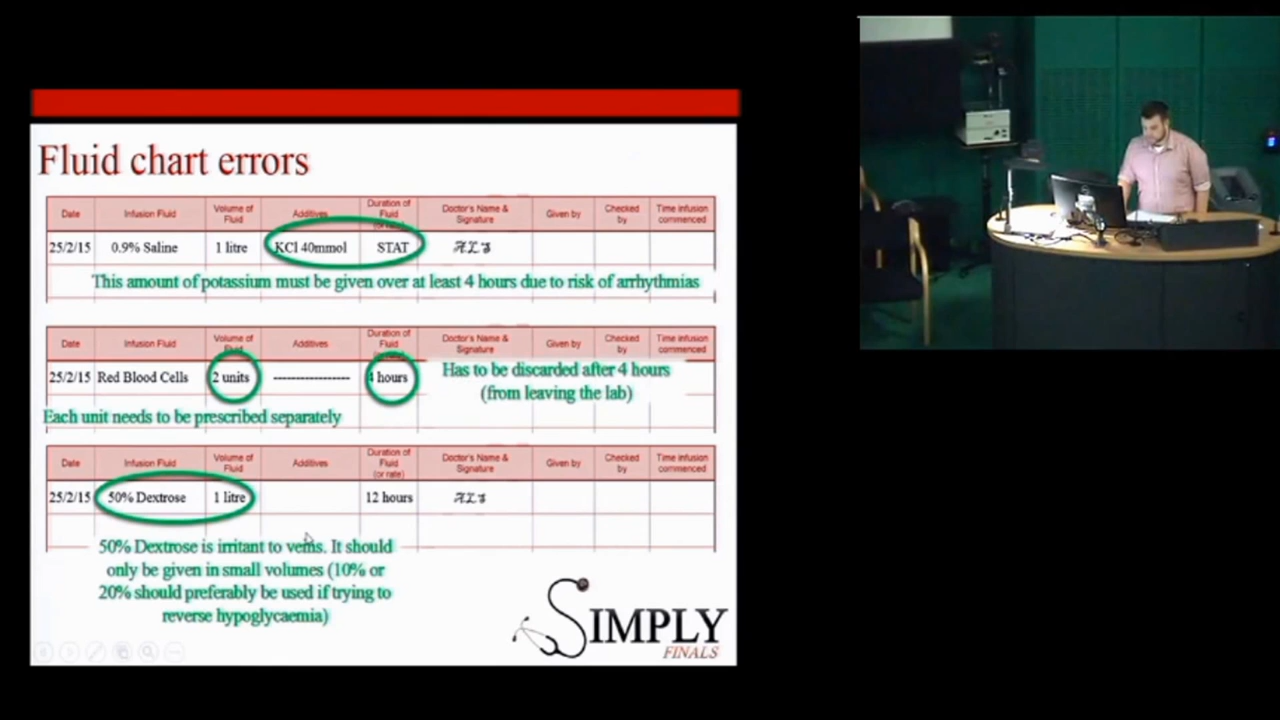 Fluid chart errors
Date Infusion Fluid Volume of Fluid Additives Duration of Fluid (or rate) Doctor's Name & Signature Given by Checked by Time infusion commenced
25/2/15 0.9% Saline 1 litre KCl 40mmol STAT
This amount of potassium must be given over at least 4 hours due to risk of arrhythmias
Date Infusion Fluid Volume of Fluid Additives Duration of Fluid Doctor's Name & Signature Given by Checked by Time infusion commenced
25/2/15 Red Blood Cells 2 units ----------------- 4 hours
Has to be discarded after 4 hours
(from leaving the lab)
Each unit needs to be prescribed separately
Date Infusion Fluid Volume of Fluid Additives Duration of Fluid (or rate) Doctor's Name & Signature Given by Checked by Time infusion commenced
25/2/15 50% Dextrose 1 litre 12 hours
50% Dextrose is irritant to veins. It should
only be given in small volumes (10% or
20% should preferably be used if trying to
reverse hypoglycaemia)
SIMPLY
FINALS